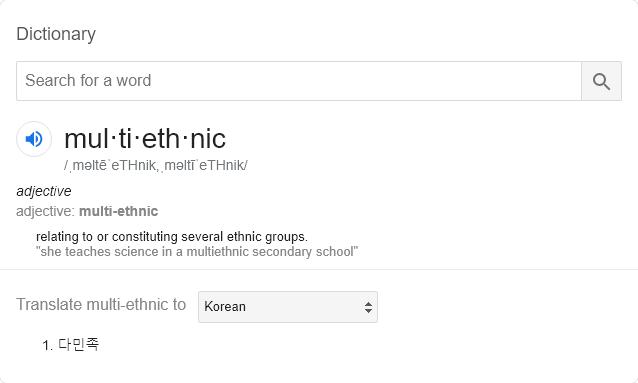 Dictionary
Search for a word
mul·ti·eth·nic
/ˌməltēˈeTHnik,ˌməltīˈeTHnik/
adjective
adjective: multi-ethnic
relating to or constituting several ethnic groups.
"she teaches science in a multiethnic secondary school"
Translate multi-ethnic to Korean
1. 다민족